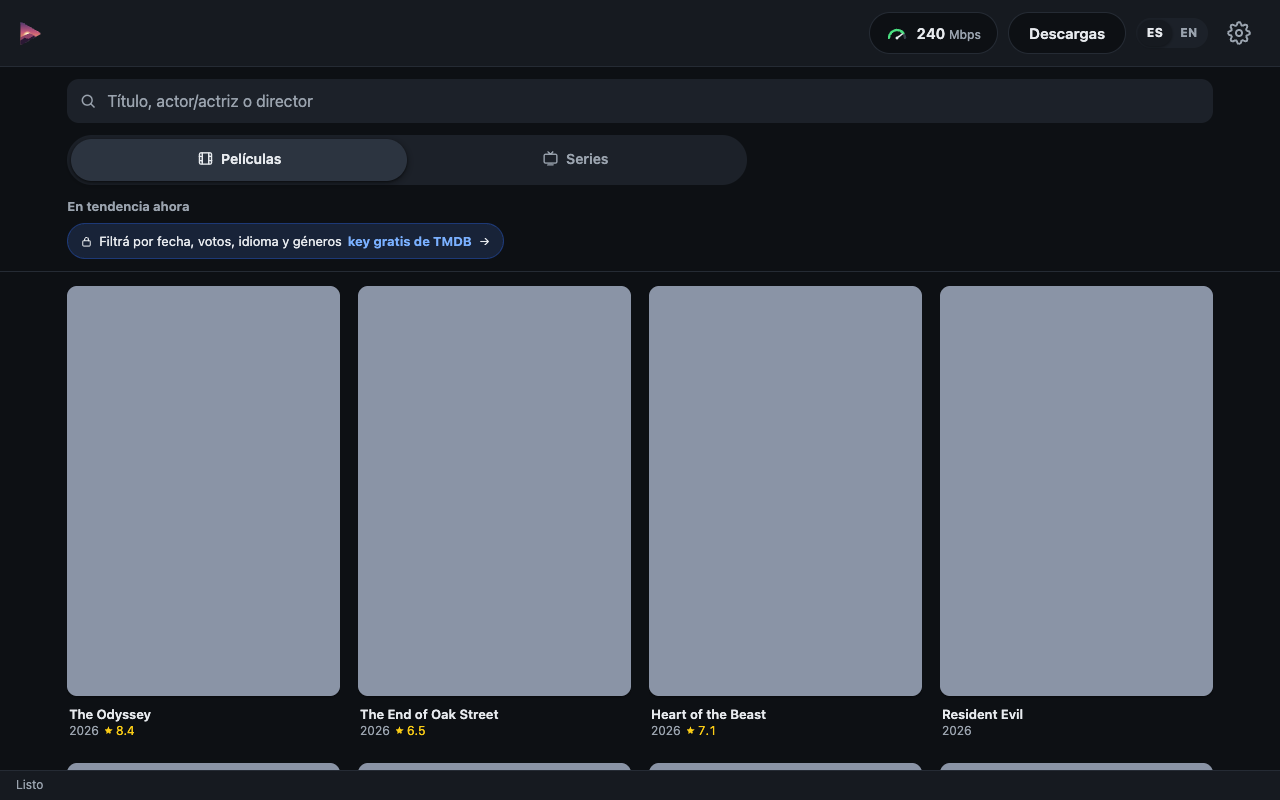 240 Mbps
Descargas
ES EN
Título, actor/actriz o director
Películas
Series
En tendencia ahora
Filtrá por fecha, votos, idioma y géneros key gratis de TMDB →
The Odyssey
2026 ★ 8.4
The End of Oak Street
2026 ★ 6.5
Heart of the Beast
2026 ★ 7.1
Resident Evil
2026
Listo